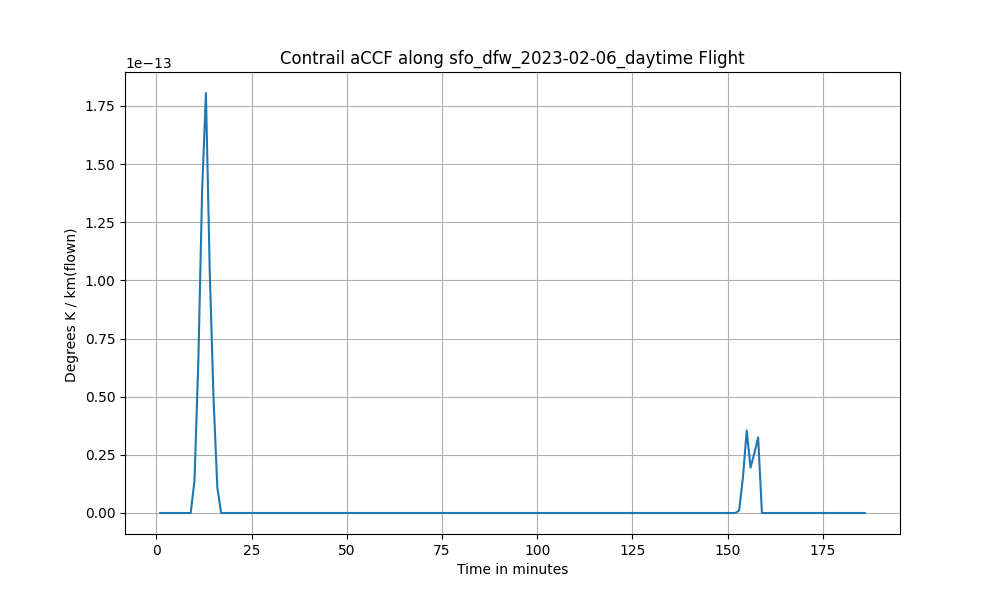 Contrail aCCF along sfo_dfw_2023-02-06_daytime Flight
1e−13
1.75
1.50
1.25
1.00
0.75
0.50
0.25
0.00
Degrees K / km(flown)
0 25 50 75 100 125 150 175
Time in minutes